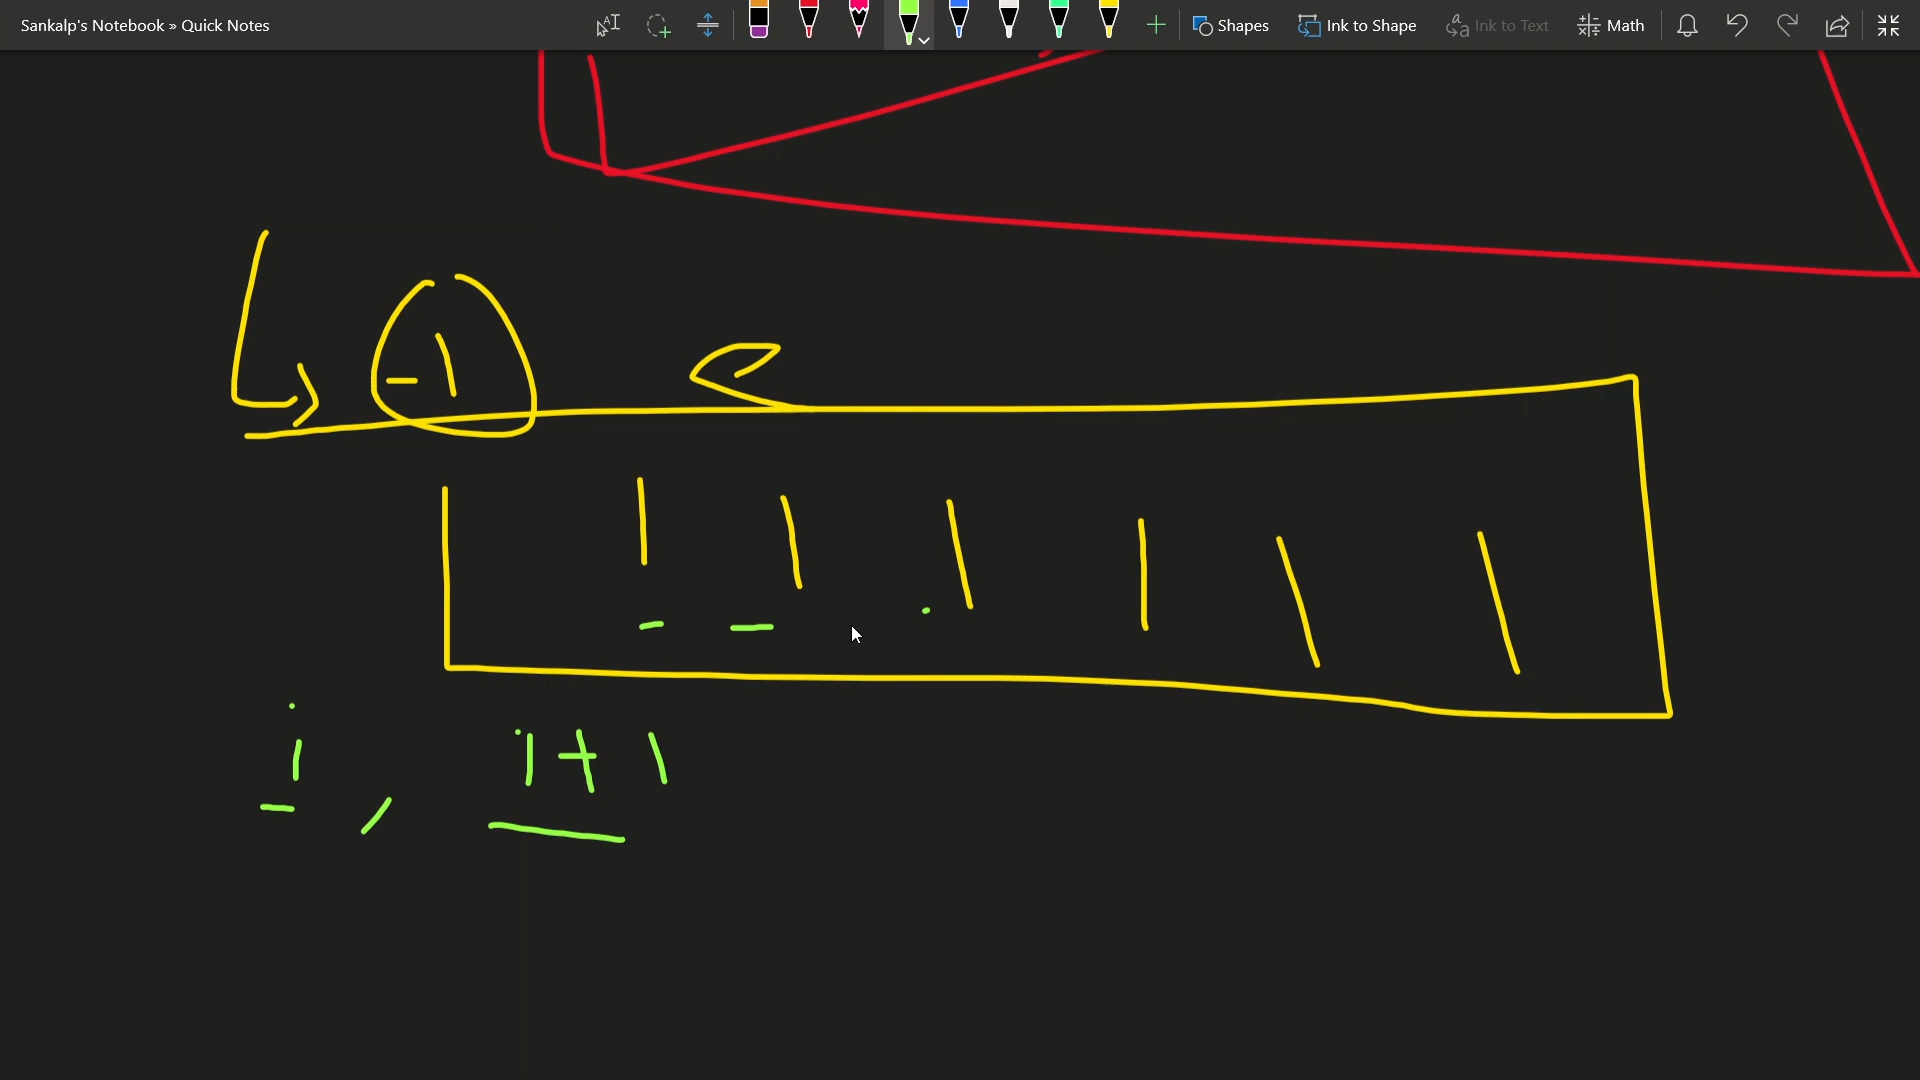 Sankalp's Notebook » Quick Notes
Shapes
Ink to Shape
Ink to Text
Math
-1
i , i+1